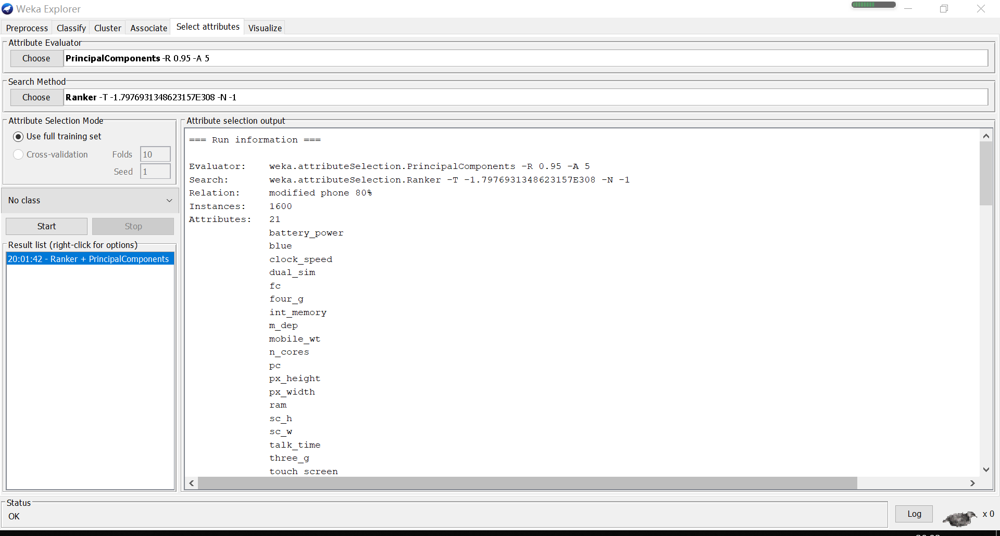 Weka Explorer
Preprocess Classify Cluster Associate Select attributes Visualize
Attribute Evaluator
Choose PrincipalComponents -R 0.95 -A 5
Search Method
Choose Ranker -T -1.7976931348623157E308 -N -1
Attribute Selection Mode
Use full training set
Cross-validation Folds 10
Seed 1
No class
Start Stop
Result list (right-click for options)
20:01:42 - Ranker + PrincipalComponents
Attribute selection output
=== Run information ===
Evaluator: weka.attributeSelection.PrincipalComponents -R 0.95 -A 5
Search: weka.attributeSelection.Ranker -T -1.7976931348623157E308 -N -1
Relation: modified phone 80%
Instances: 1600
Attributes: 21
battery_power
blue
clock_speed
dual_sim
fc
four_g
int_memory
m_dep
mobile_wt
n_cores
pc
px_height
px_width
ram
sc_h
sc_w
talk_time
three_g
touch_screen
Status
OK
Log x 0